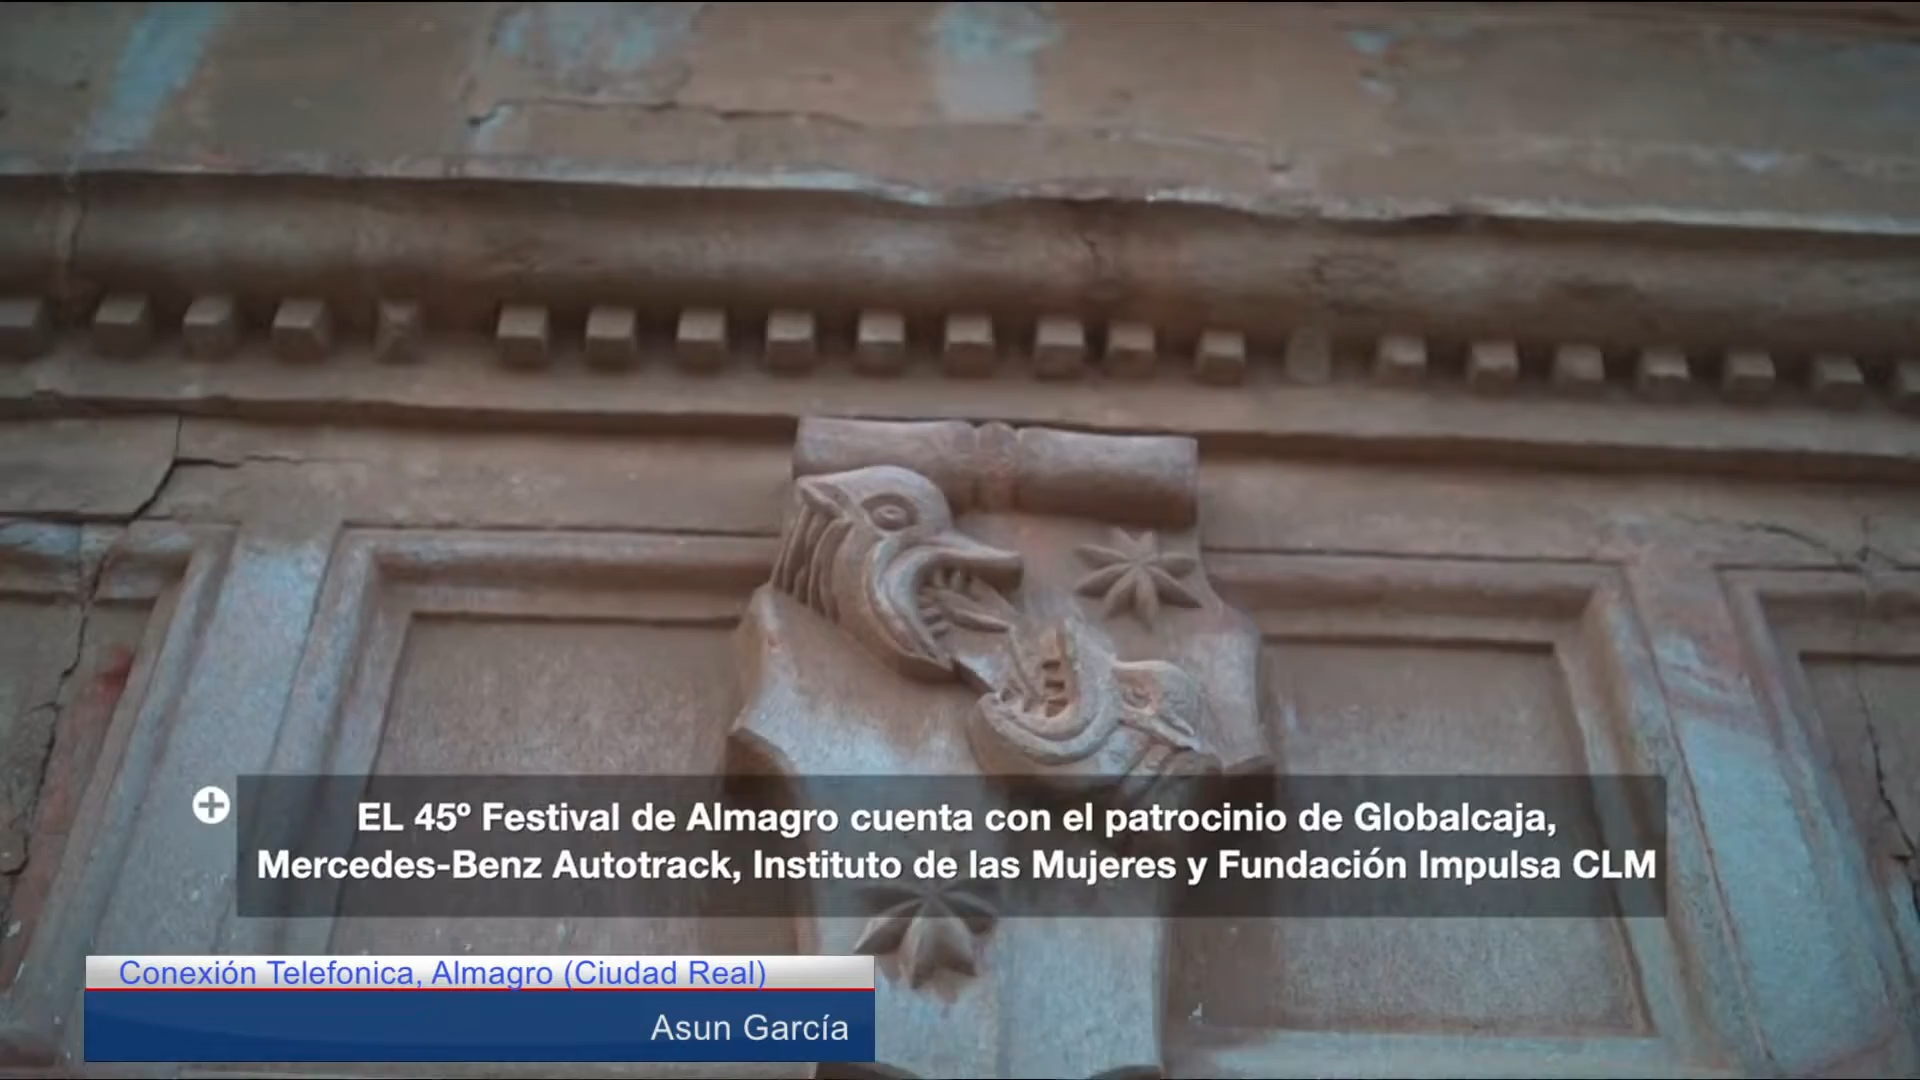 EL 45º Festival de Almagro cuenta con el patrocinio de Globalcaja,
Mercedes-Benz Autotrack, Instituto de las Mujeres y Fundación Impulsa CLM
Conexión Telefonica, Almagro (Ciudad Real)
Asun García